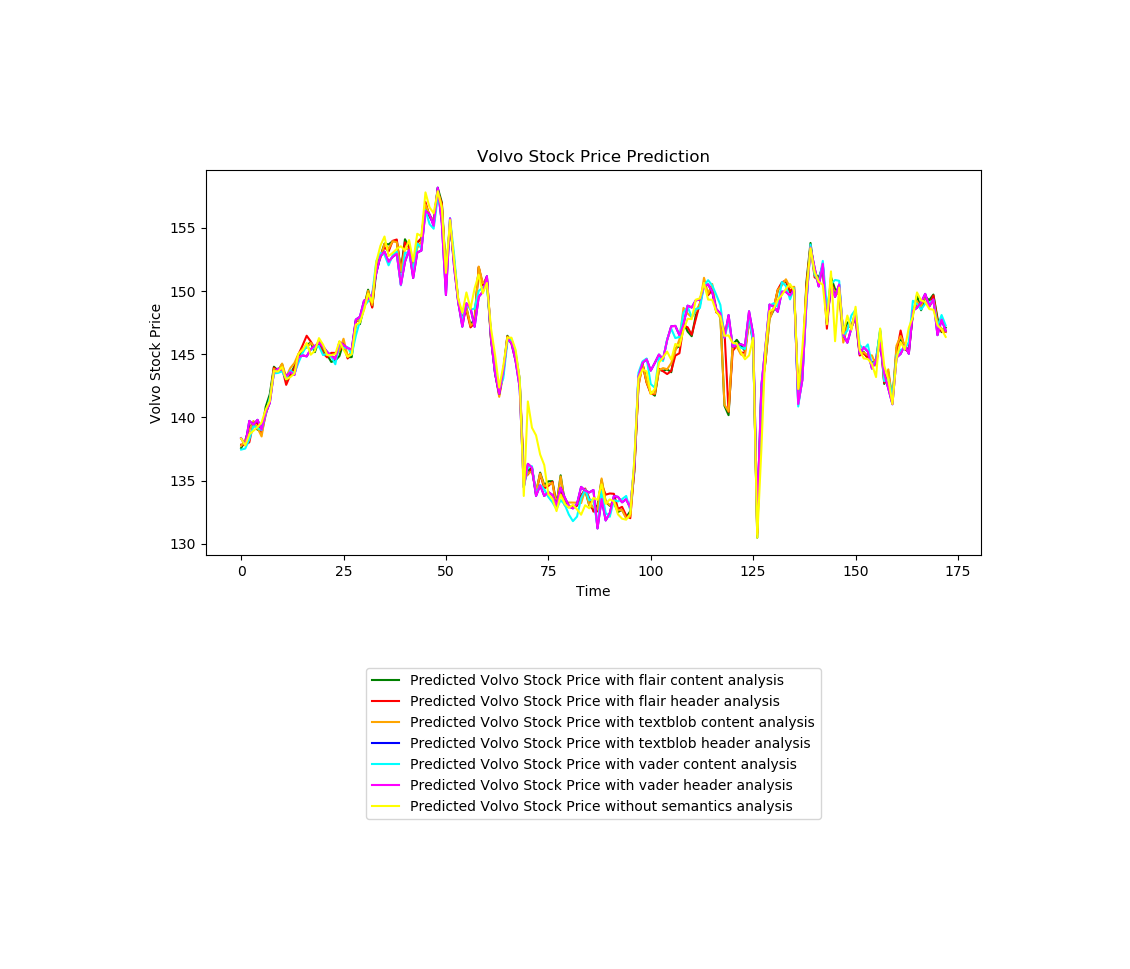 Volvo Stock Price Prediction
Volvo Stock Price
155
150
145
140
135
130
0 25 50 75 100 125 150 175
Time
Predicted Volvo Stock Price with flair content analysis
Predicted Volvo Stock Price with flair header analysis
Predicted Volvo Stock Price with textblob content analysis
Predicted Volvo Stock Price with textblob header analysis
Predicted Volvo Stock Price with vader content analysis
Predicted Volvo Stock Price with vader header analysis
Predicted Volvo Stock Price without semantics analysis